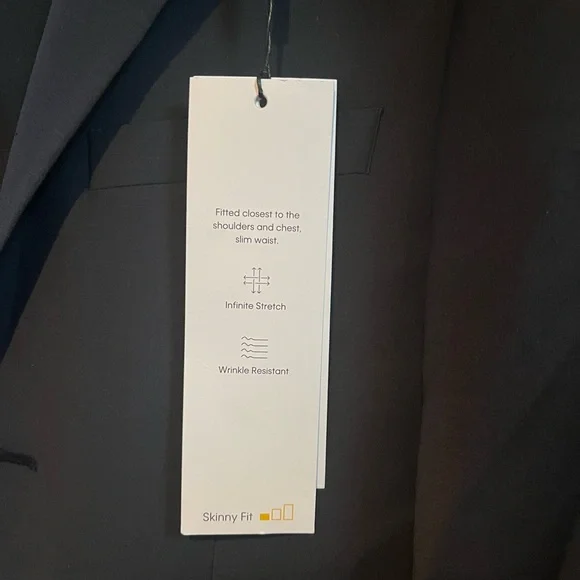 Fitted closest to the
shoulders and chest,
slim waist.
Infinite Stretch
Wrinkle Resistant
Skinny Fit